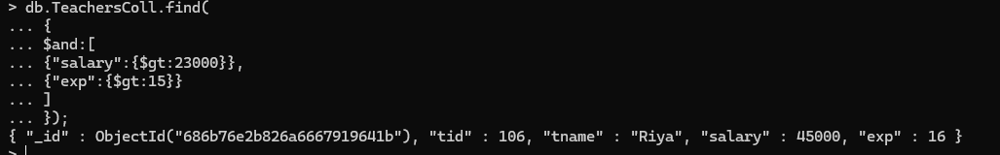 > db.TeachersColl.find(
... {
... $and:[
... {"salary":{$gt:23000}},
... {"exp":{$gt:15}}
... ]
... });
{ "_id" : ObjectId("686b76e2b826a6667919641b"), "tid" : 106, "tname" : "Riya", "salary" : 45000, "exp" : 16 }
>